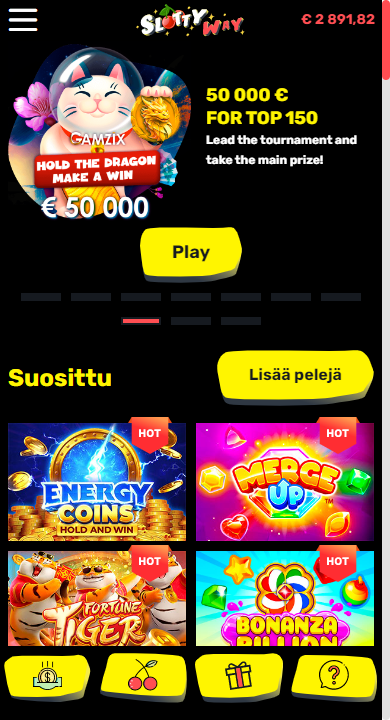 SLOTTY WAY
€ 2 891,82
GAMZIX
HOLD THE DRAGON
MAKE A WIN
€ 50 000
50 000 €
FOR TOP 150
Lead the tournament and
take the main prize!
Play
Suosittu
Lisää pelejä
HOT
HOT
ENERGY
COINS
HOLD AND WIN
MERGE
UP™
HOT
HOT
FORTUNE
TIGER
BONANZA
BILLION